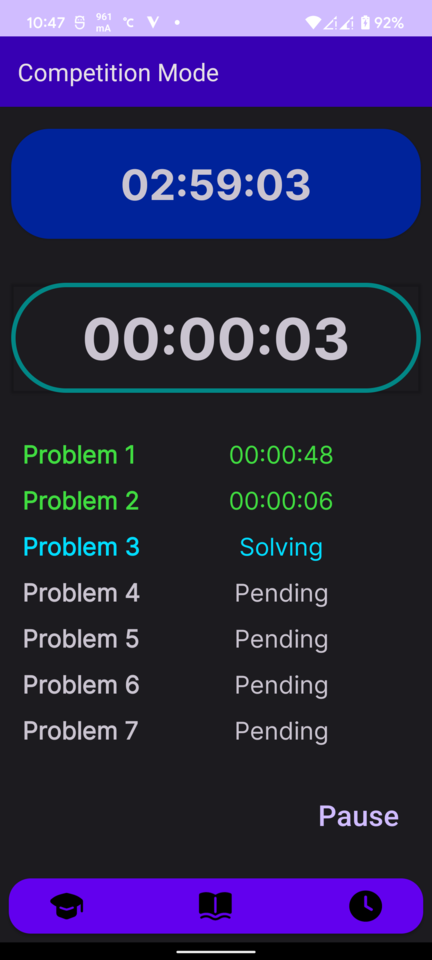 10:47 961 mA °C 92%
Competition Mode
02:59:03
00:00:03
Problem 1 00:00:48
Problem 2 00:00:06
Problem 3 Solving
Problem 4 Pending
Problem 5 Pending
Problem 6 Pending
Problem 7 Pending
Pause